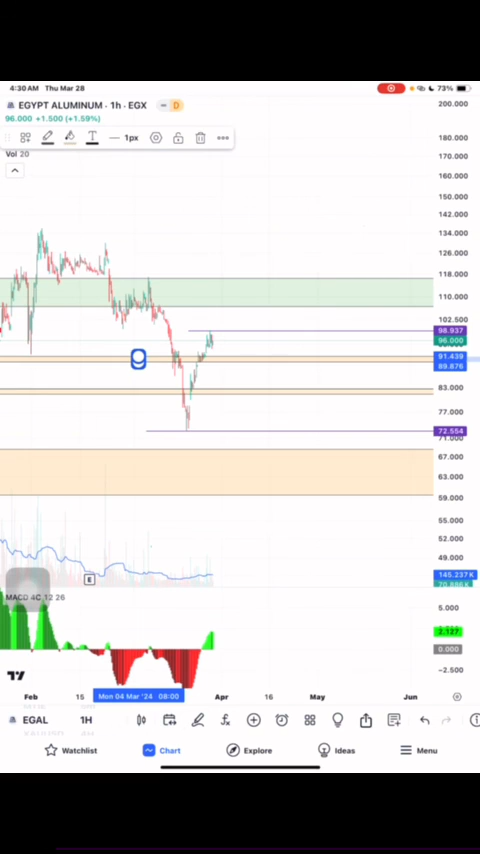 4:30 AM Thu Mar 28
73%
EGYPT ALUMINUM · 1h · EGX
D
96.000 +1.500 (+1.59%)
1px
Vol 20
200.000
180.000
170.000
160.000
150.000
142.000
134.000
126.000
118.000
110.000
102.500
98.937
96.000
91.439
89.876
83.000
77.000
72.554
71.000
67.000
63.000
59.000
55.000
52.000
49.000
145.237K
E
MACD 4C 12 26
5.000
2.127
0.000
−2.500
Feb
15
Mon 04 Mar '24 08:00
Apr
16
May
Jun
EGAL
1H
Watchlist
Chart
Explore
Ideas
Menu